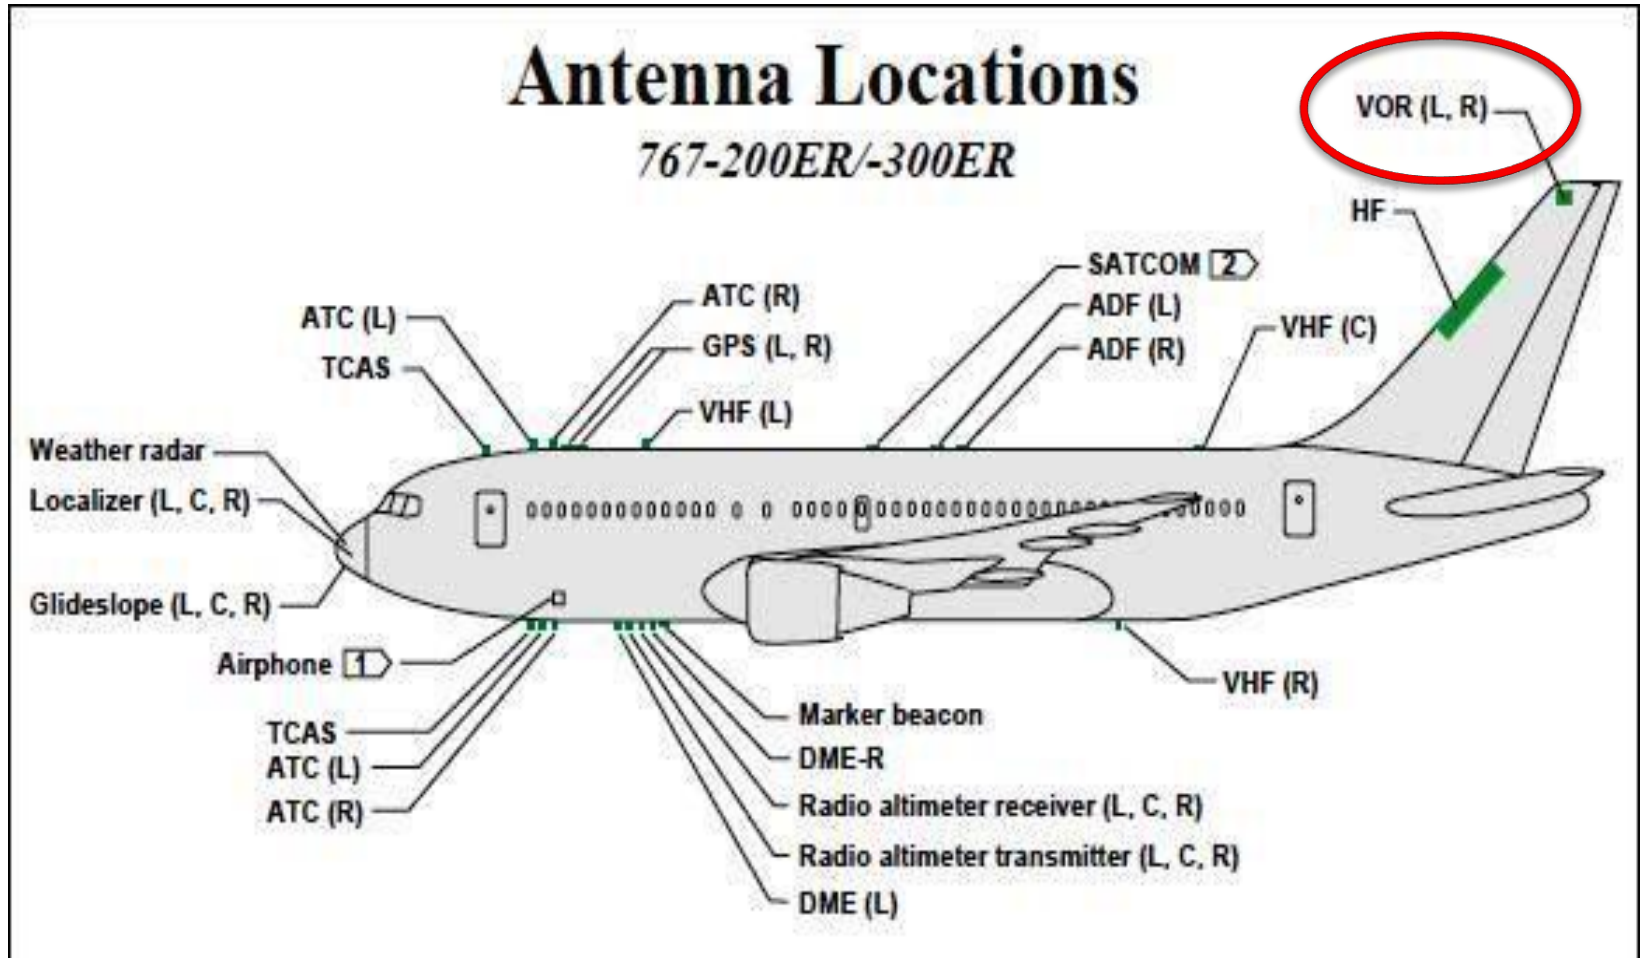 Antenna Locations
767-200ER/-300ER
VOR (L, R)
HF
SATCOM 2
ATC (R)
ADF (L)
ATC (L)
GPS (L, R)
VHF (C)
ADF (R)
TCAS
VHF (L)
Weather radar
Localizer (L, C, R)
Glideslope (L, C, R)
Airphone 1
VHF (R)
Marker beacon
TCAS
DME-R
ATC (L)
Radio altimeter receiver (L, C, R)
ATC (R)
Radio altimeter transmitter (L, C, R)
DME (L)